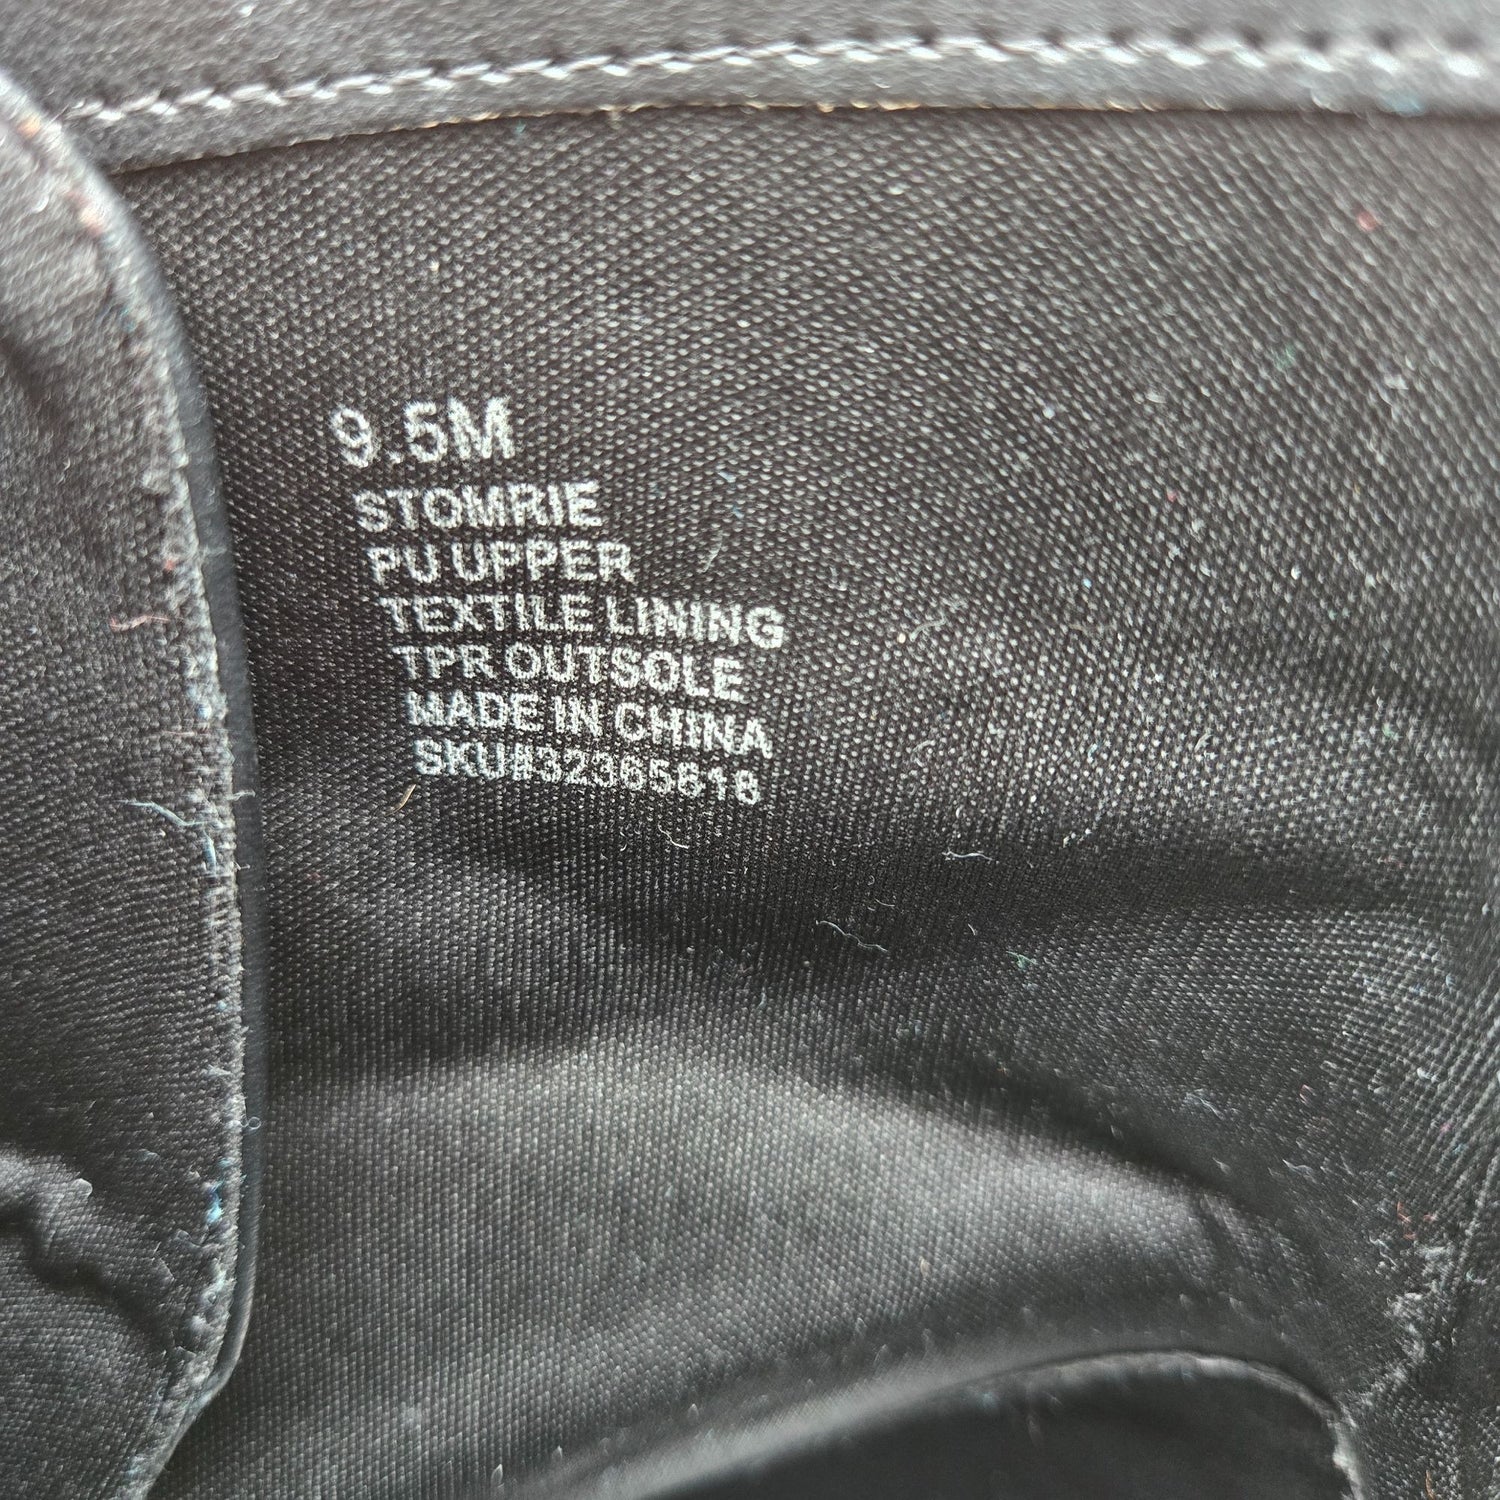 9.5M
STOMRIE
PU UPPER
TEXTILE LINING
TPR OUTSOLE
MADE IN CHINA
SKU#32365618